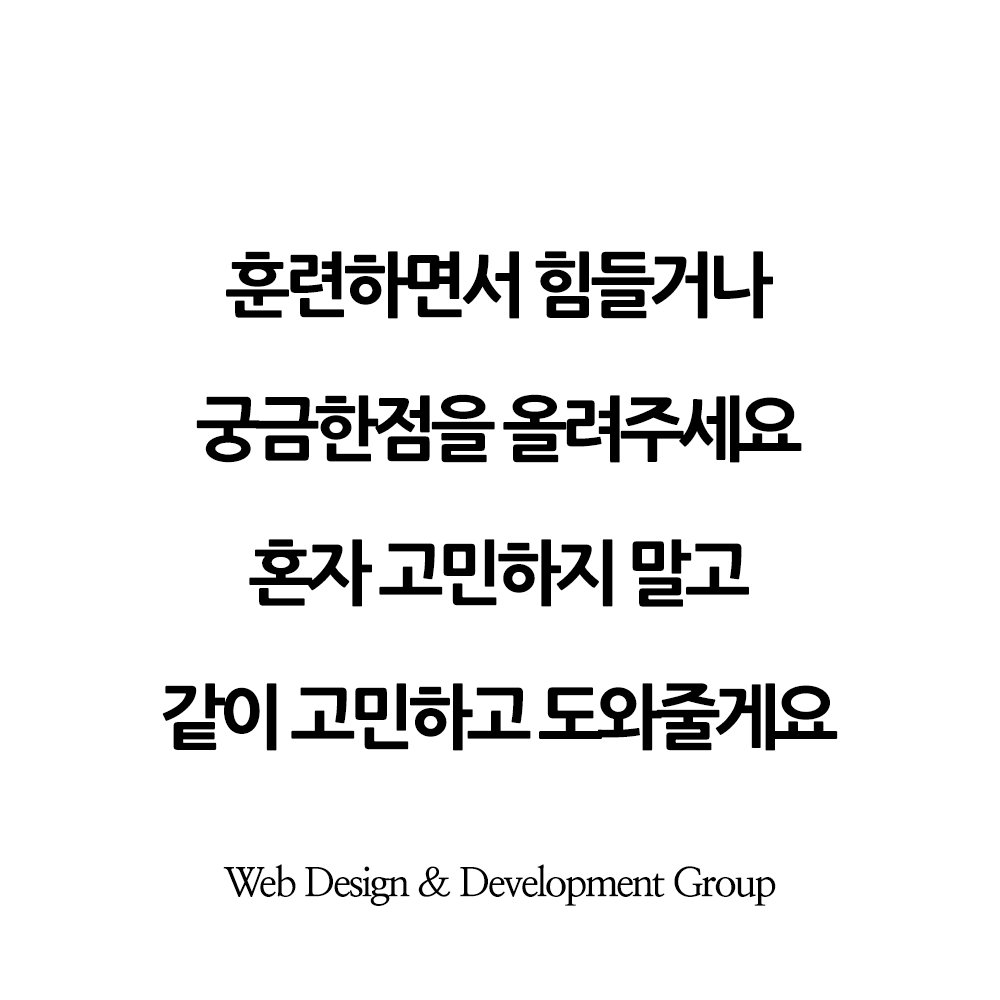 훈련하면서 힘들거나
궁금한점을 올려주세요
혼자 고민하지 말고
같이 고민하고 도와줄게요
Web Design & Development Group